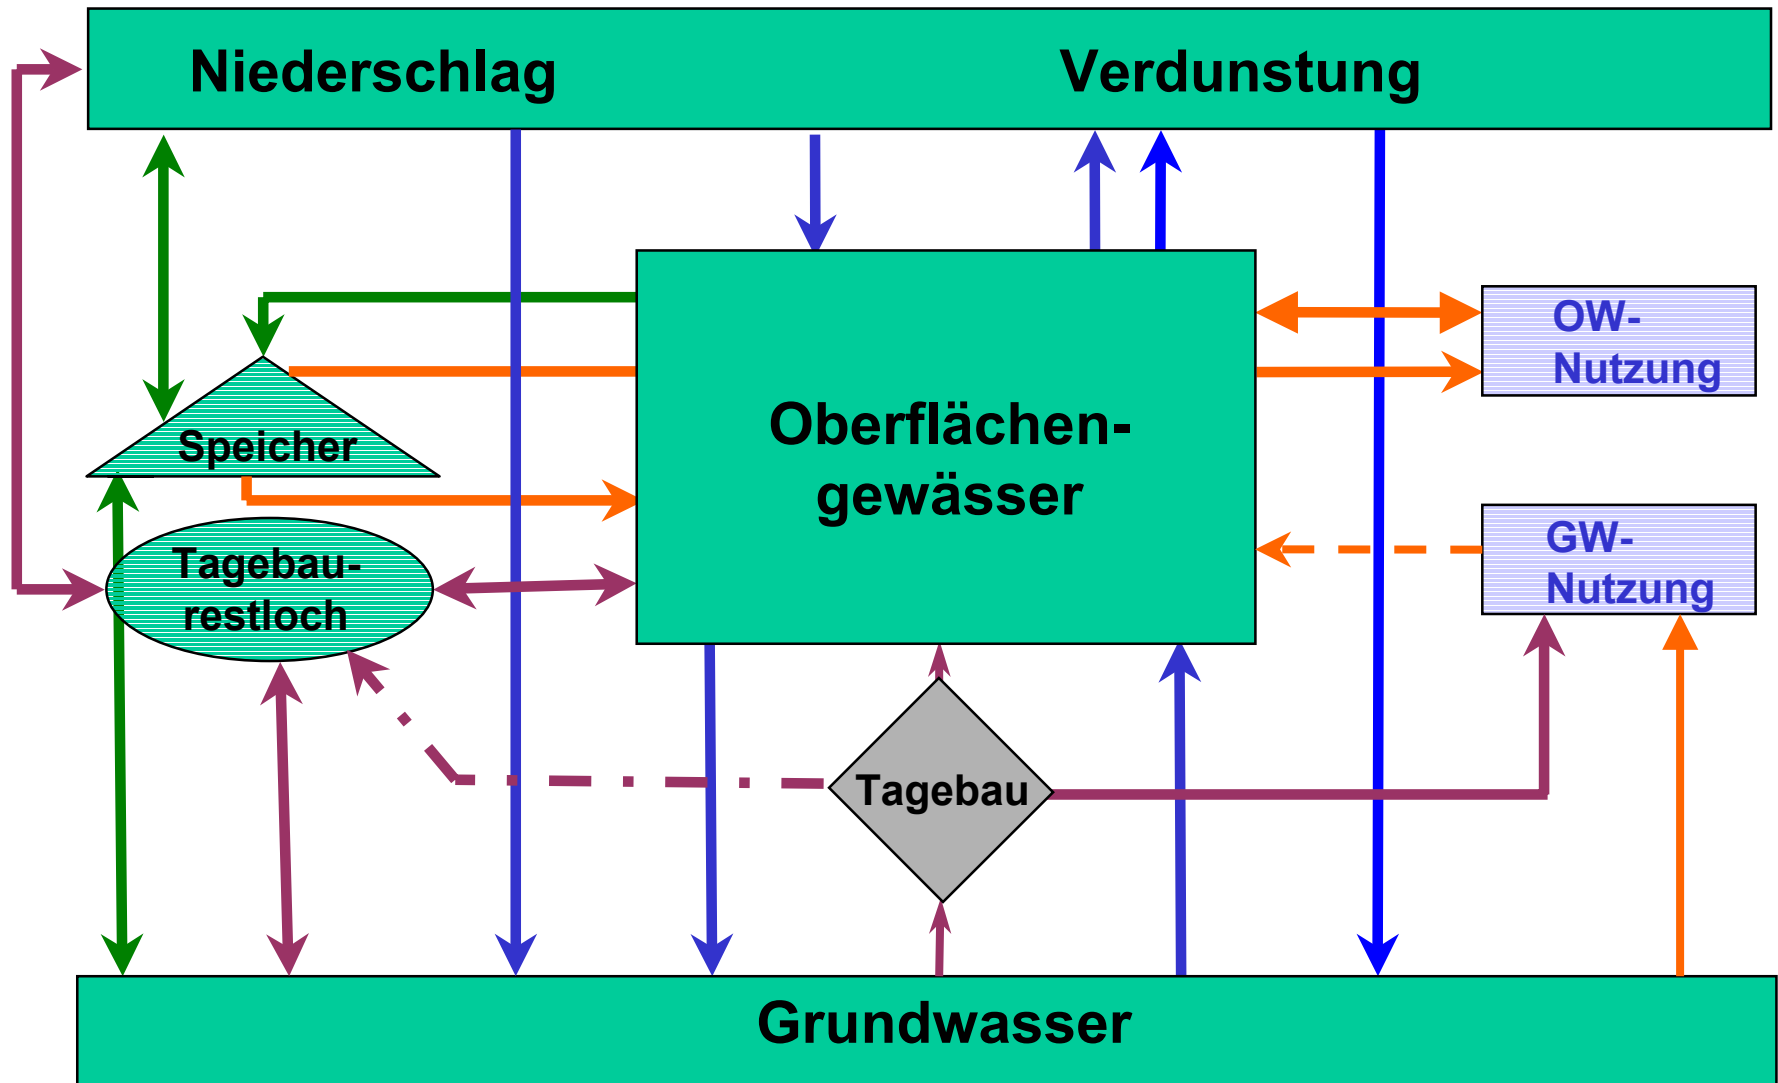 Niederschlag Verdunstung
OW-
Nutzung
Oberflächen-
gewässer
Speicher
Tagebau-
restloch
GW-
Nutzung
Tagebau
Grundwasser